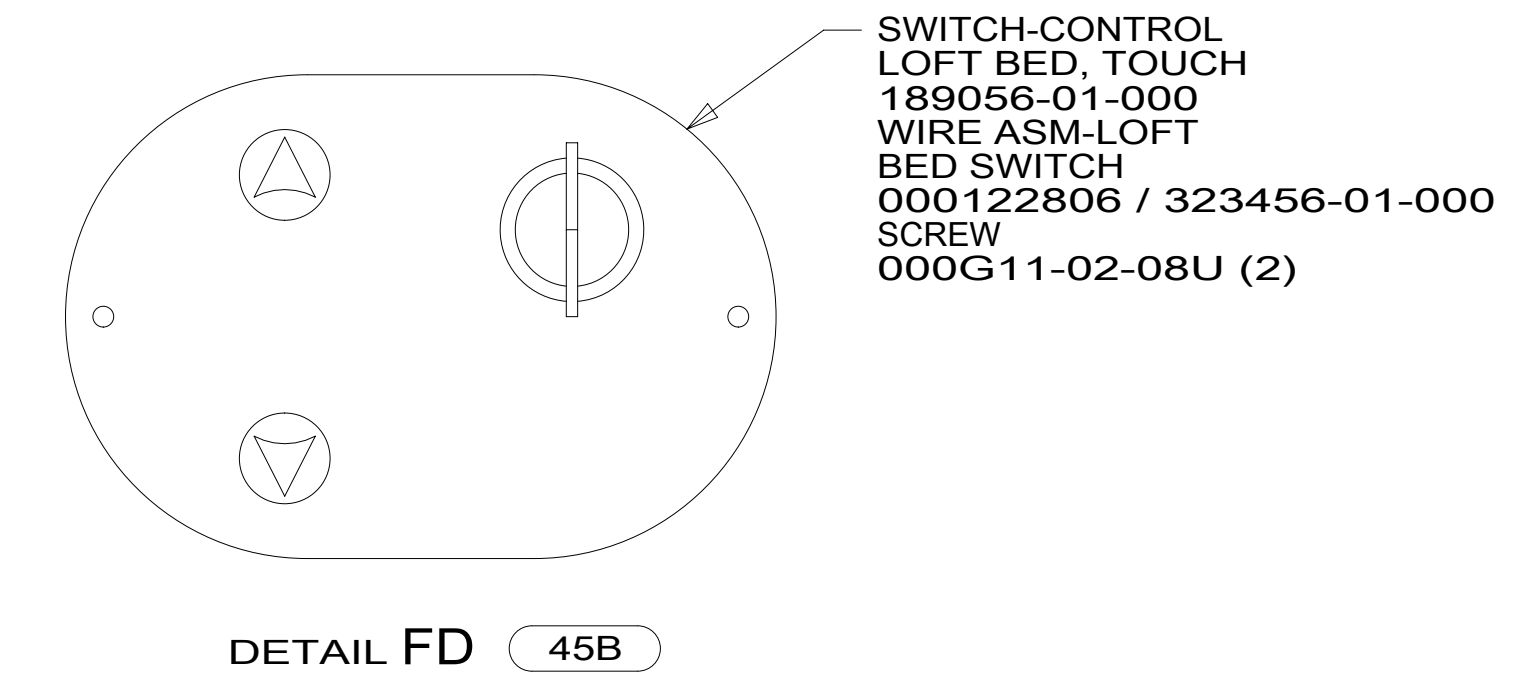 SWITCH-CONTROL
LOFT BED, TOUCH
189056-01-000
WIRE ASM-LOFT
BED SWITCH
000122806 / 323456-01-000
SCREW
000G11-02-08U (2)
DETAIL FD 45B